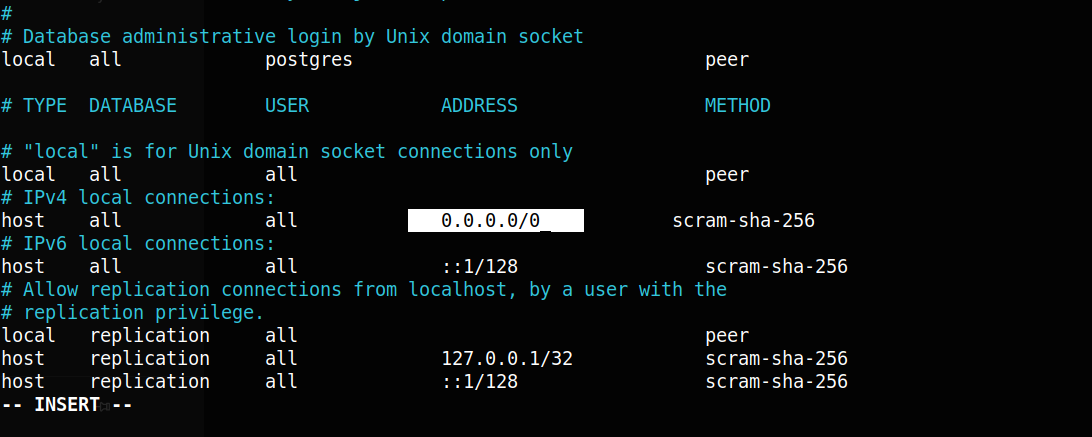 #
# Database administrative login by Unix domain socket
local   all             postgres                                peer
# TYPE  DATABASE        USER            ADDRESS                 METHOD
# "local" is for Unix domain socket connections only
local   all             all                                     peer
# IPv4 local connections:
host    all             all             0.0.0.0/0            scram-sha-256
# IPv6 local connections:
host    all             all             ::1/128                 scram-sha-256
# Allow replication connections from localhost, by a user with the
# replication privilege.
local   replication     all                                     peer
host    replication     all             127.0.0.1/32            scram-sha-256
host    replication     all             ::1/128                 scram-sha-256
-- INSERT --